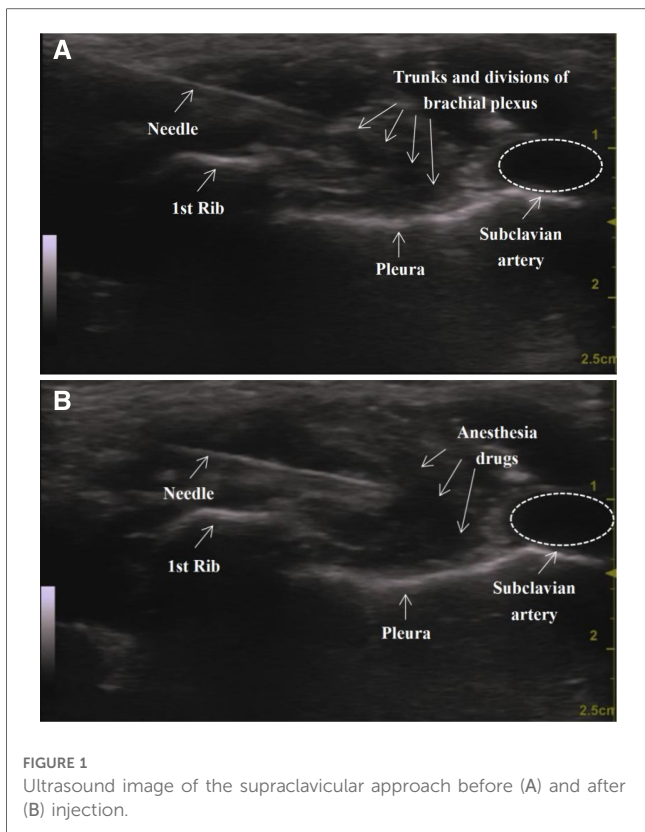 A
Trunks and divisions of
brachial plexus
Needle
1
1st Rib
Subclavian
artery
Pleura
2
2.5cm
B
Anesthesia
drugs
Needle
1
1st Rib
Subclavian
artery
Pleura
2
2.5cm
FIGURE 1
Ultrasound image of the supraclavicular approach before (A) and after
(B) injection.